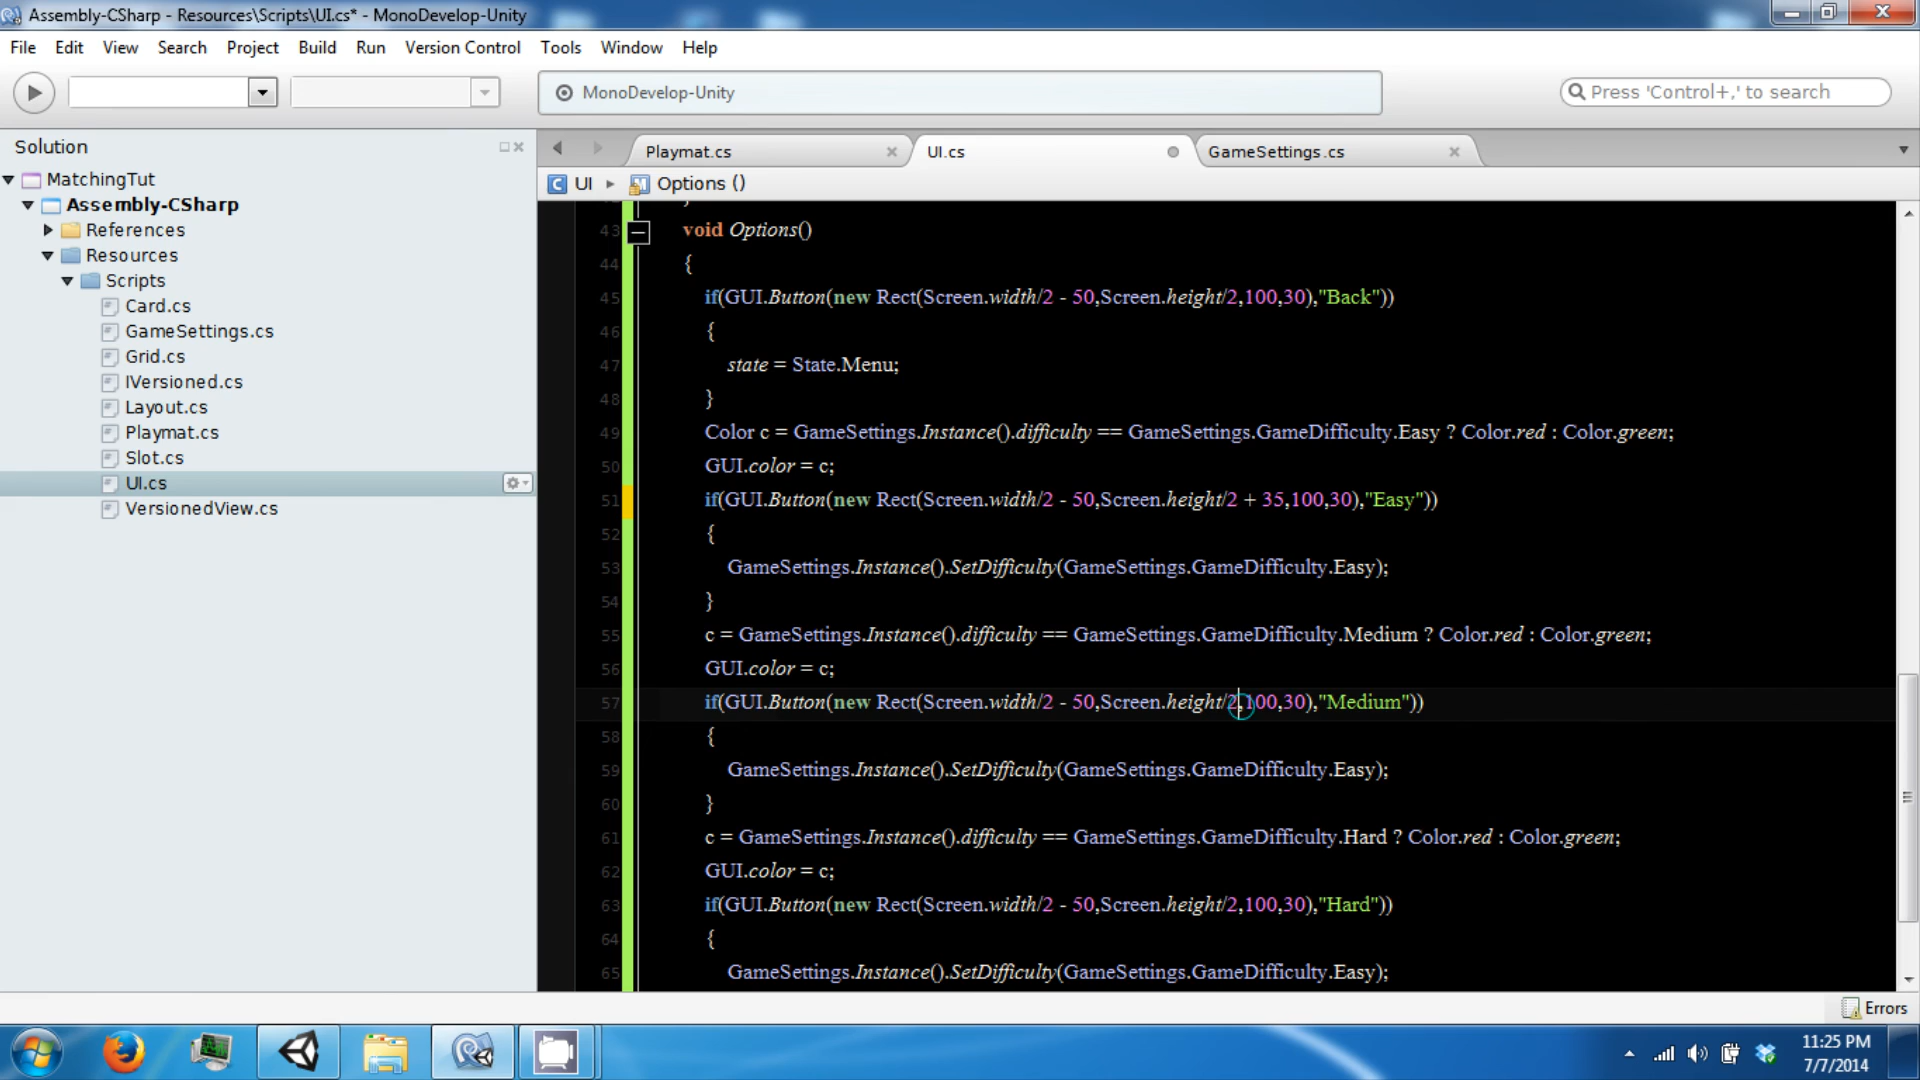 Assembly-CSharp - Resources\Scripts\UI.cs* - MonoDevelop-Unity
File Edit View Search Project Build Run Version Control Tools Window Help
MonoDevelop-Unity
Press 'Control+,' to search
Solution
MatchingTut
Assembly-CSharp
References
Resources
Scripts
Card.cs
GameSettings.cs
Grid.cs
IVersioned.cs
Layout.cs
Playmat.cs
Slot.cs
UI.cs
VersionedView.cs
Playmat.cs UI.cs GameSettings.cs
UI Options ()
43 void Options()
44 {
45 if(GUI.Button(new Rect(Screen.width/2 - 50,Screen.height/2,100,30),"Back"))
46 {
47 state = State.Menu;
48 }
49 Color c = GameSettings.Instance().difficulty == GameSettings.GameDifficulty.Easy ? Color.red : Color.green;
50 GUI.color = c;
51 if(GUI.Button(new Rect(Screen.width/2 - 50,Screen.height/2 + 35,100,30),"Easy"))
52 {
53 GameSettings.Instance().SetDifficulty(GameSettings.GameDifficulty.Easy);
54 }
55 c = GameSettings.Instance().difficulty == GameSettings.GameDifficulty.Medium ? Color.red : Color.green;
56 GUI.color = c;
57 if(GUI.Button(new Rect(Screen.width/2 - 50,Screen.height/2,100,30),"Medium"))
58 {
59 GameSettings.Instance().SetDifficulty(GameSettings.GameDifficulty.Easy);
60 }
61 c = GameSettings.Instance().difficulty == GameSettings.GameDifficulty.Hard ? Color.red : Color.green;
62 GUI.color = c;
63 if(GUI.Button(new Rect(Screen.width/2 - 50,Screen.height/2,100,30),"Hard"))
64 {
65 GameSettings.Instance().SetDifficulty(GameSettings.GameDifficulty.Easy);
Errors
11:25 PM
7/7/2014